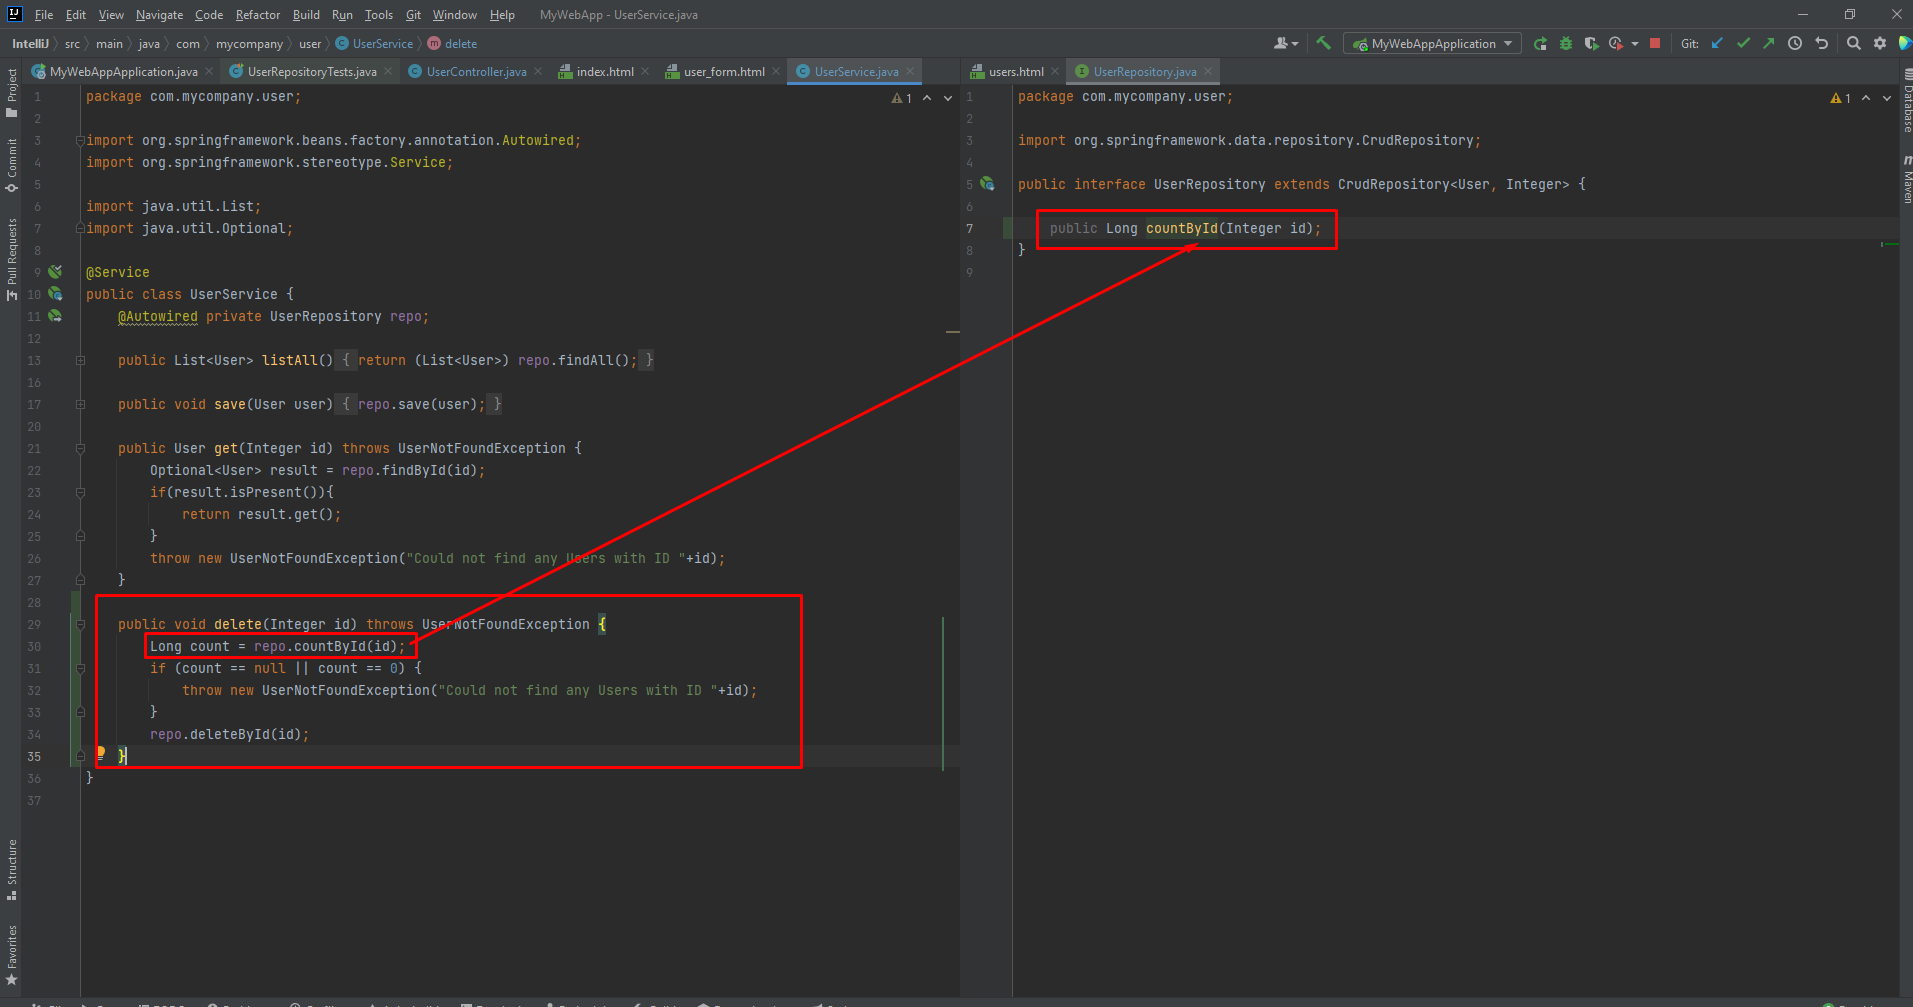 File Edit View Navigate Code Refactor Build Run Tools Git Window Help MyWebApp - UserService.java
IntelliJ src main java com mycompany user UserService delete
MyWebAppApplication Git:
MyWebAppApplication.java UserRepositoryTests.java UserController.java index.html user_form.html UserService.java
users.html UserRepository.java
Project
Commit
Pull Requests
Structure
Favorites
1 package com.mycompany.user;
2
3 import org.springframework.beans.factory.annotation.Autowired;
4 import org.springframework.stereotype.Service;
5
6 import java.util.List;
7 import java.util.Optional;
8
9 @Service
10 public class UserService {
11 @Autowired private UserRepository repo;
12
13 public List<User> listAll() { return (List<User>) repo.findAll(); }
16
17 public void save(User user) { repo.save(user); }
20
21 public User get(Integer id) throws UserNotFoundException {
22 Optional<User> result = repo.findById(id);
23 if(result.isPresent()){
24 return result.get();
25 }
26 throw new UserNotFoundException("Could not find any Users with ID "+id);
27 }
28
29 public void delete(Integer id) throws UserNotFoundException {
30 Long count = repo.countById(id);
31 if (count == null || count == 0) {
32 throw new UserNotFoundException("Could not find any Users with ID "+id);
33 }
34 repo.deleteById(id);
35 }
36 }
37
1
1 package com.mycompany.user;
2
3 import org.springframework.data.repository.CrudRepository;
4
5 public interface UserRepository extends CrudRepository<User, Integer> {
6
7 public Long countById(Integer id);
8 }
9
1
Database
Maven